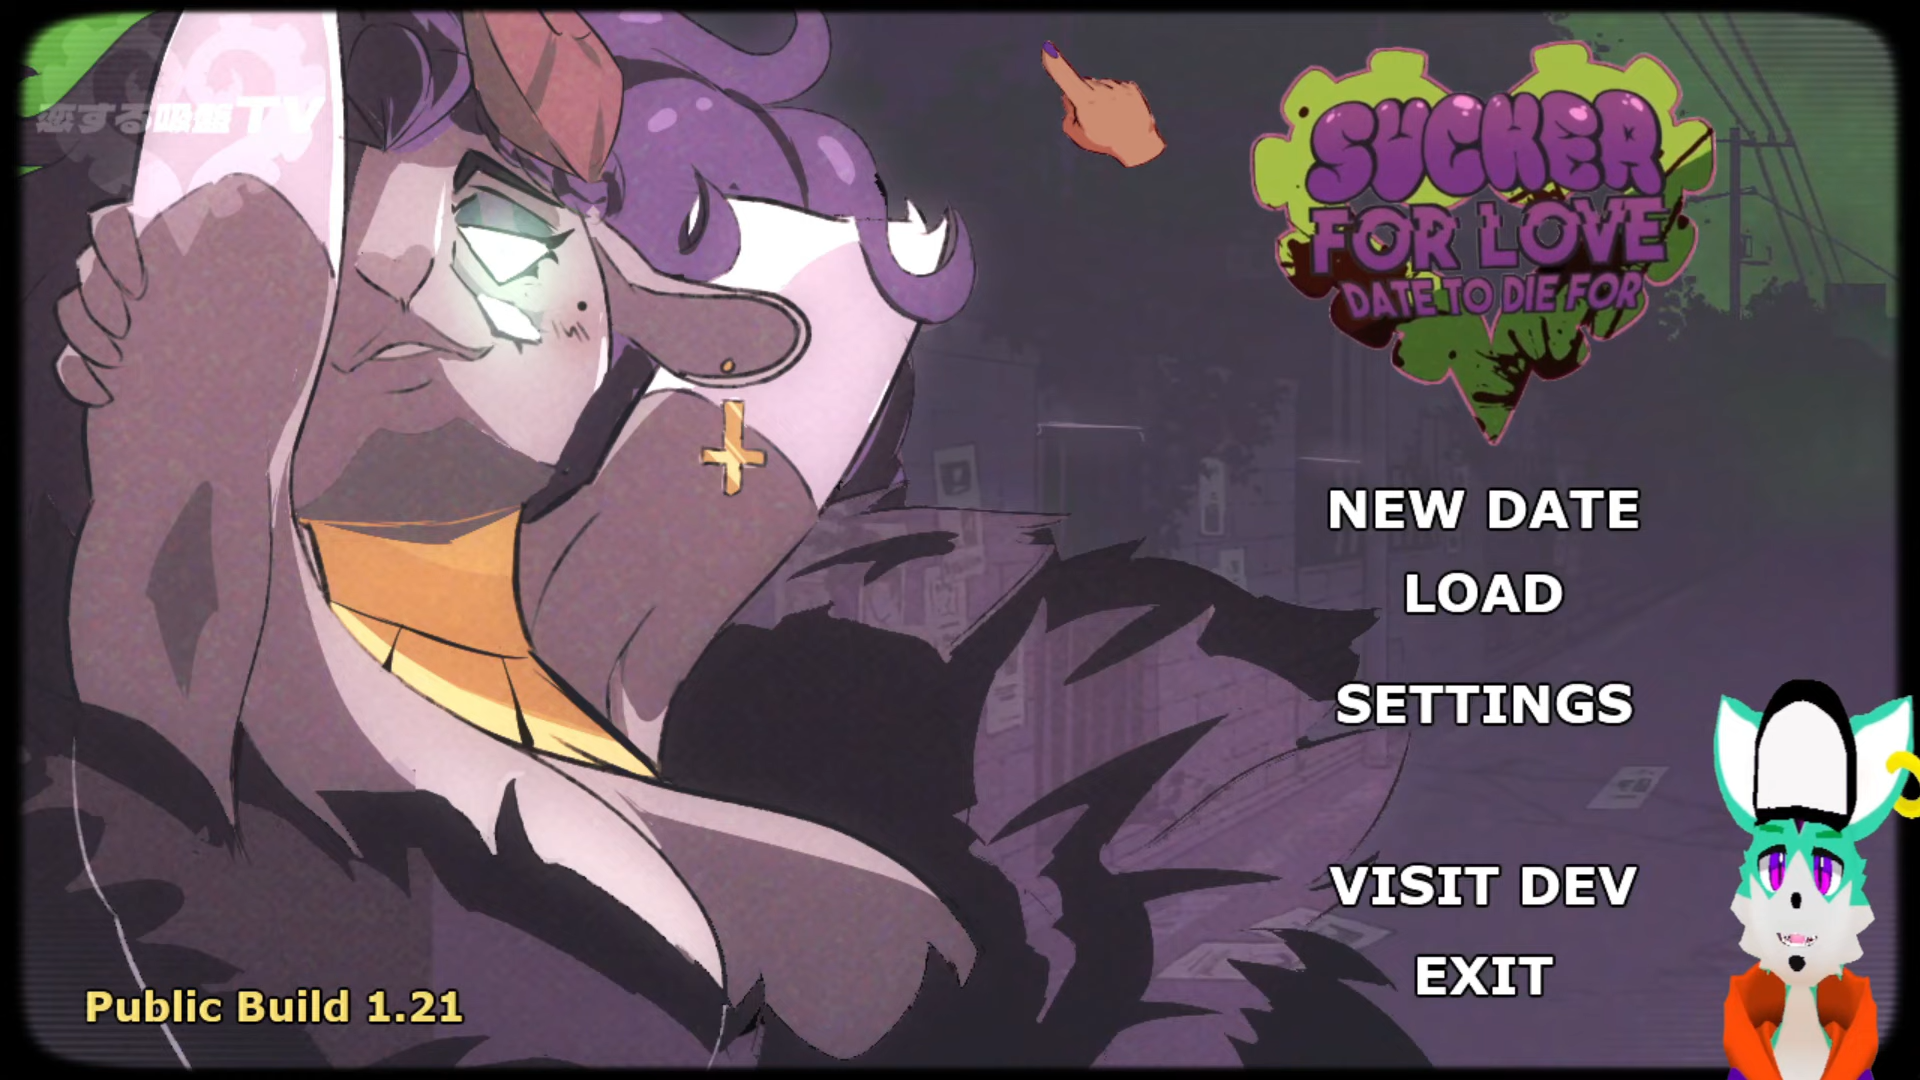 恋する吸盤TV
SUCKER
FOR LOVE
DATE TO DIE FOR
NEW DATE
LOAD
SETTINGS
VISIT DEV
EXIT
Public Build 1.21